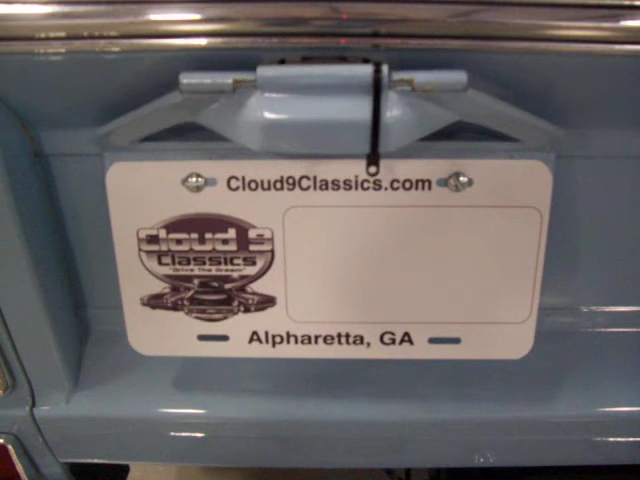 Cloud9Classics.com
Cloud 9
Classics
"Drive The Dream"
Alpharetta, GA